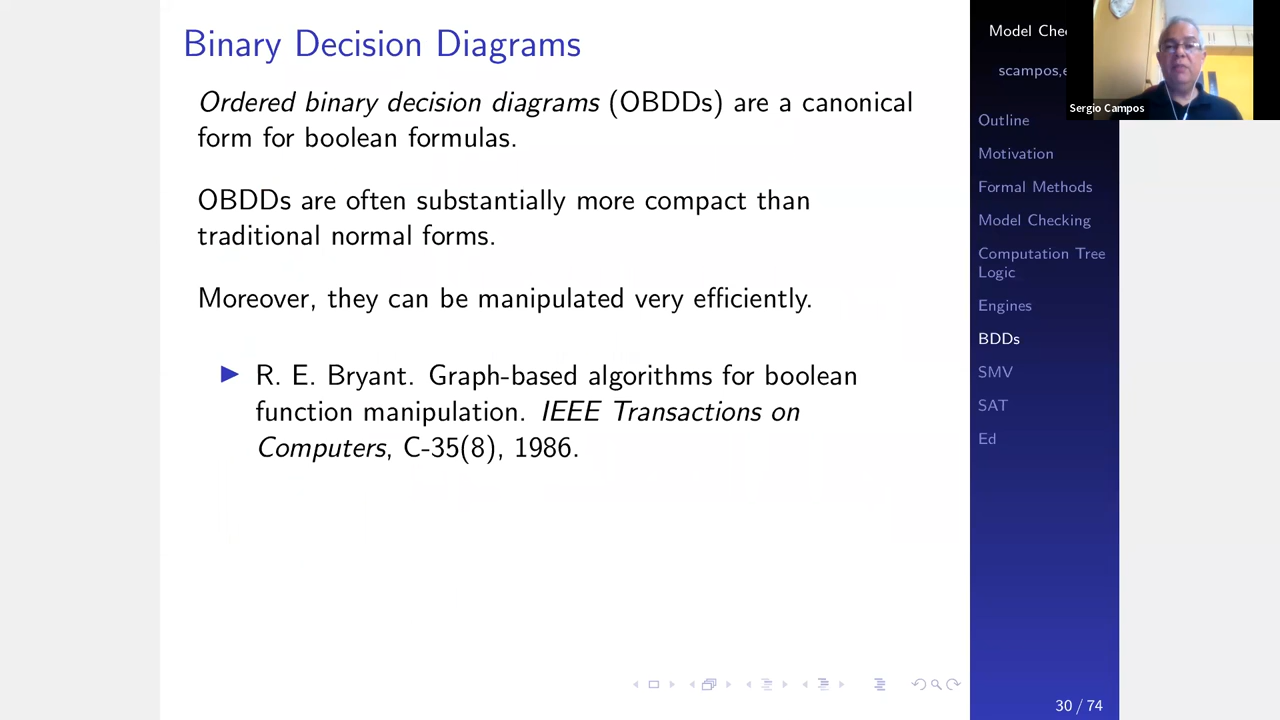 Binary Decision Diagrams
Ordered binary decision diagrams (OBDDs) are a canonical
form for boolean formulas.
OBDDs are often substantially more compact than
traditional normal forms.
Moreover, they can be manipulated very efficiently.
R. E. Bryant. Graph-based algorithms for boolean
function manipulation. IEEE Transactions on
Computers, C-35(8), 1986.
Model Che
scampos,e
Sergio Campos
Outline
Motivation
Formal Methods
Model Checking
Computation Tree
Logic
Engines
BDDs
SMV
SAT
Ed
30 / 74